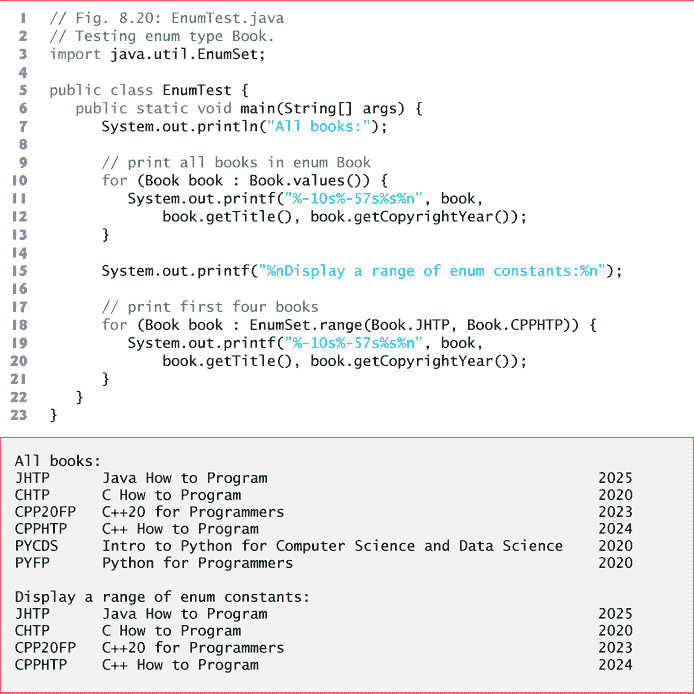 1 // Fig. 8.20: EnumTest.java
2 // Testing enum type Book.
3 import java.util.EnumSet;
4
5 public class EnumTest {
6    public static void main(String[] args) {
7       System.out.println("All books:");
8
9       // print all books in enum Book
10       for (Book book : Book.values()) {
11          System.out.printf("%-10s%-57s%s%n", book,
12             book.getTitle(), book.getCopyrightYear());
13       }
14
15       System.out.printf("%nDisplay a range of enum constants:%n");
16
17       // print first four books
18       for (Book book : EnumSet.range(Book.JHTP, Book.CPPHTP)) {
19          System.out.printf("%-10s%-57s%s%n", book,
20             book.getTitle(), book.getCopyrightYear());
21       }
22    }
23 }
All books:
JHTP      Java How to Program                                      2025
CHTP      C How to Program                                         2020
CPP20FP   C++20 for Programmers                                    2023
CPPHTP    C++ How to Program                                       2024
PYCDS     Intro to Python for Computer Science and Data Science    2020
PYFP      Python for Programmers                                   2020

Display a range of enum constants:
JHTP      Java How to Program                                      2025
CHTP      C How to Program                                         2020
CPP20FP   C++20 for Programmers                                    2023
CPPHTP    C++ How to Program                                       2024